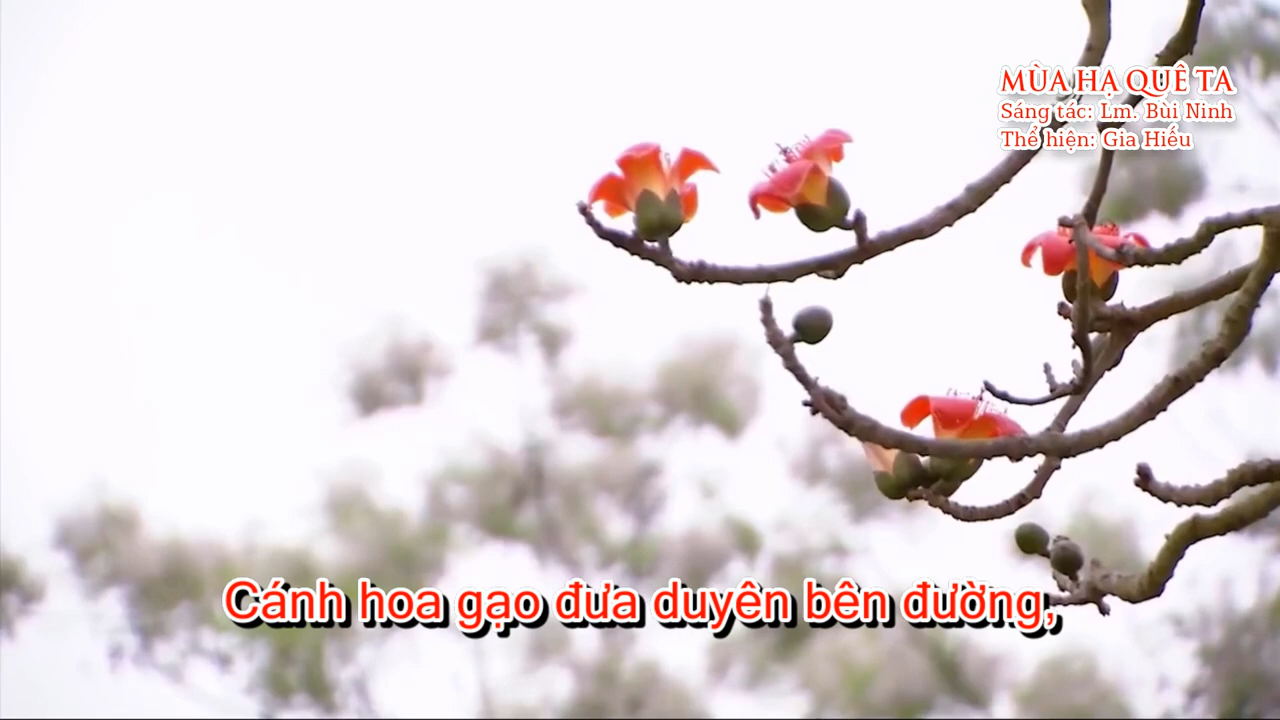 MÙA HẠ QUÊ TA
Sáng tác: Lm. Bùi Ninh
Thể hiện: Gia Hiếu
Cánh hoa gạo đưa duyên bên đường,